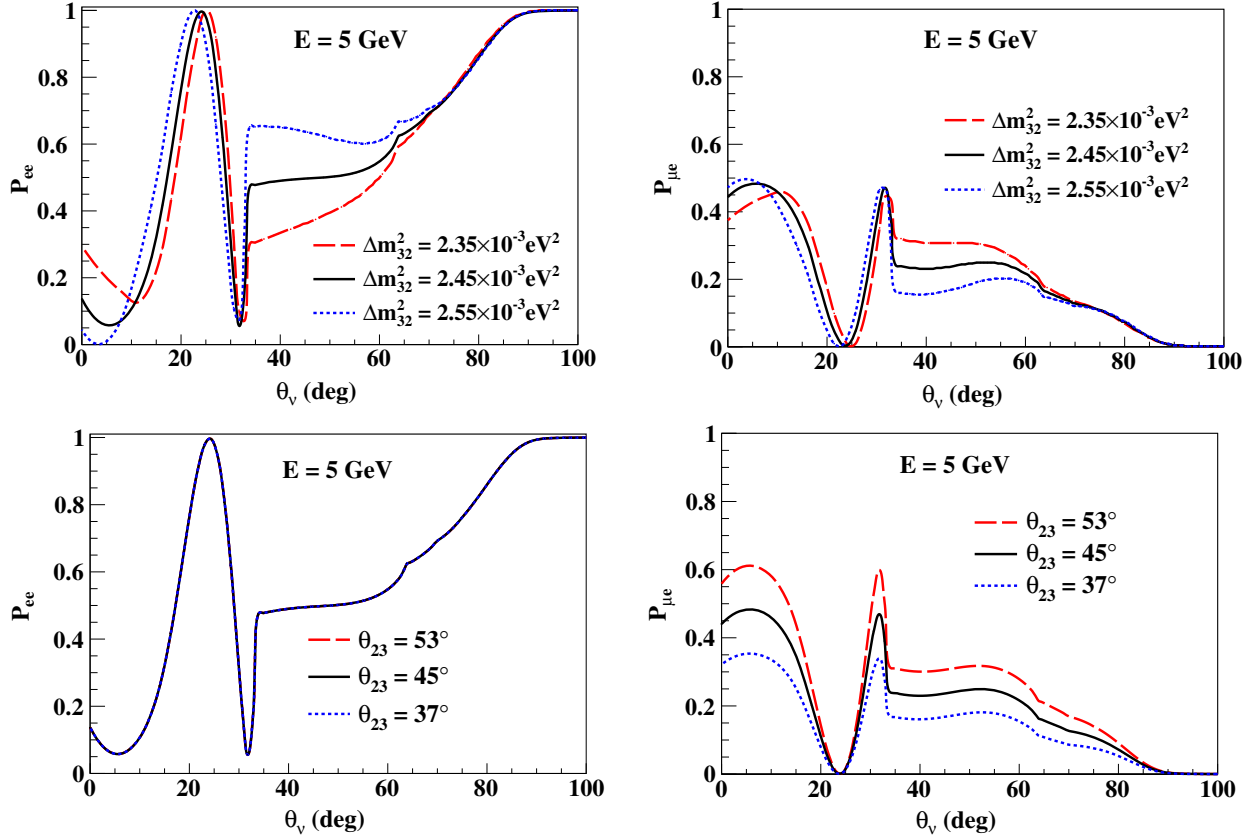 E = 5 GeV
P_ee
1
0.8
0.6
0.4
0.2
0
Δm²₃₂ = 2.35×10⁻³eV²
Δm²₃₂ = 2.45×10⁻³eV²
Δm²₃₂ = 2.55×10⁻³eV²
0 20 40 60 80 100
θ_ν (deg)
E = 5 GeV
P_μe
1
0.8
0.6
0.4
0.2
0
Δm²₃₂ = 2.35×10⁻³eV²
Δm²₃₂ = 2.45×10⁻³eV²
Δm²₃₂ = 2.55×10⁻³eV²
0 20 40 60 80 100
θ_ν (deg)
E = 5 GeV
P_ee
1
0.8
0.6
0.4
0.2
0
θ₂₃ = 53°
θ₂₃ = 45°
θ₂₃ = 37°
0 20 40 60 80 100
θ_ν (deg)
E = 5 GeV
P_μe
1
0.8
0.6
0.4
0.2
0
θ₂₃ = 53°
θ₂₃ = 45°
θ₂₃ = 37°
0 20 40 60 80 100
θ_ν (deg)